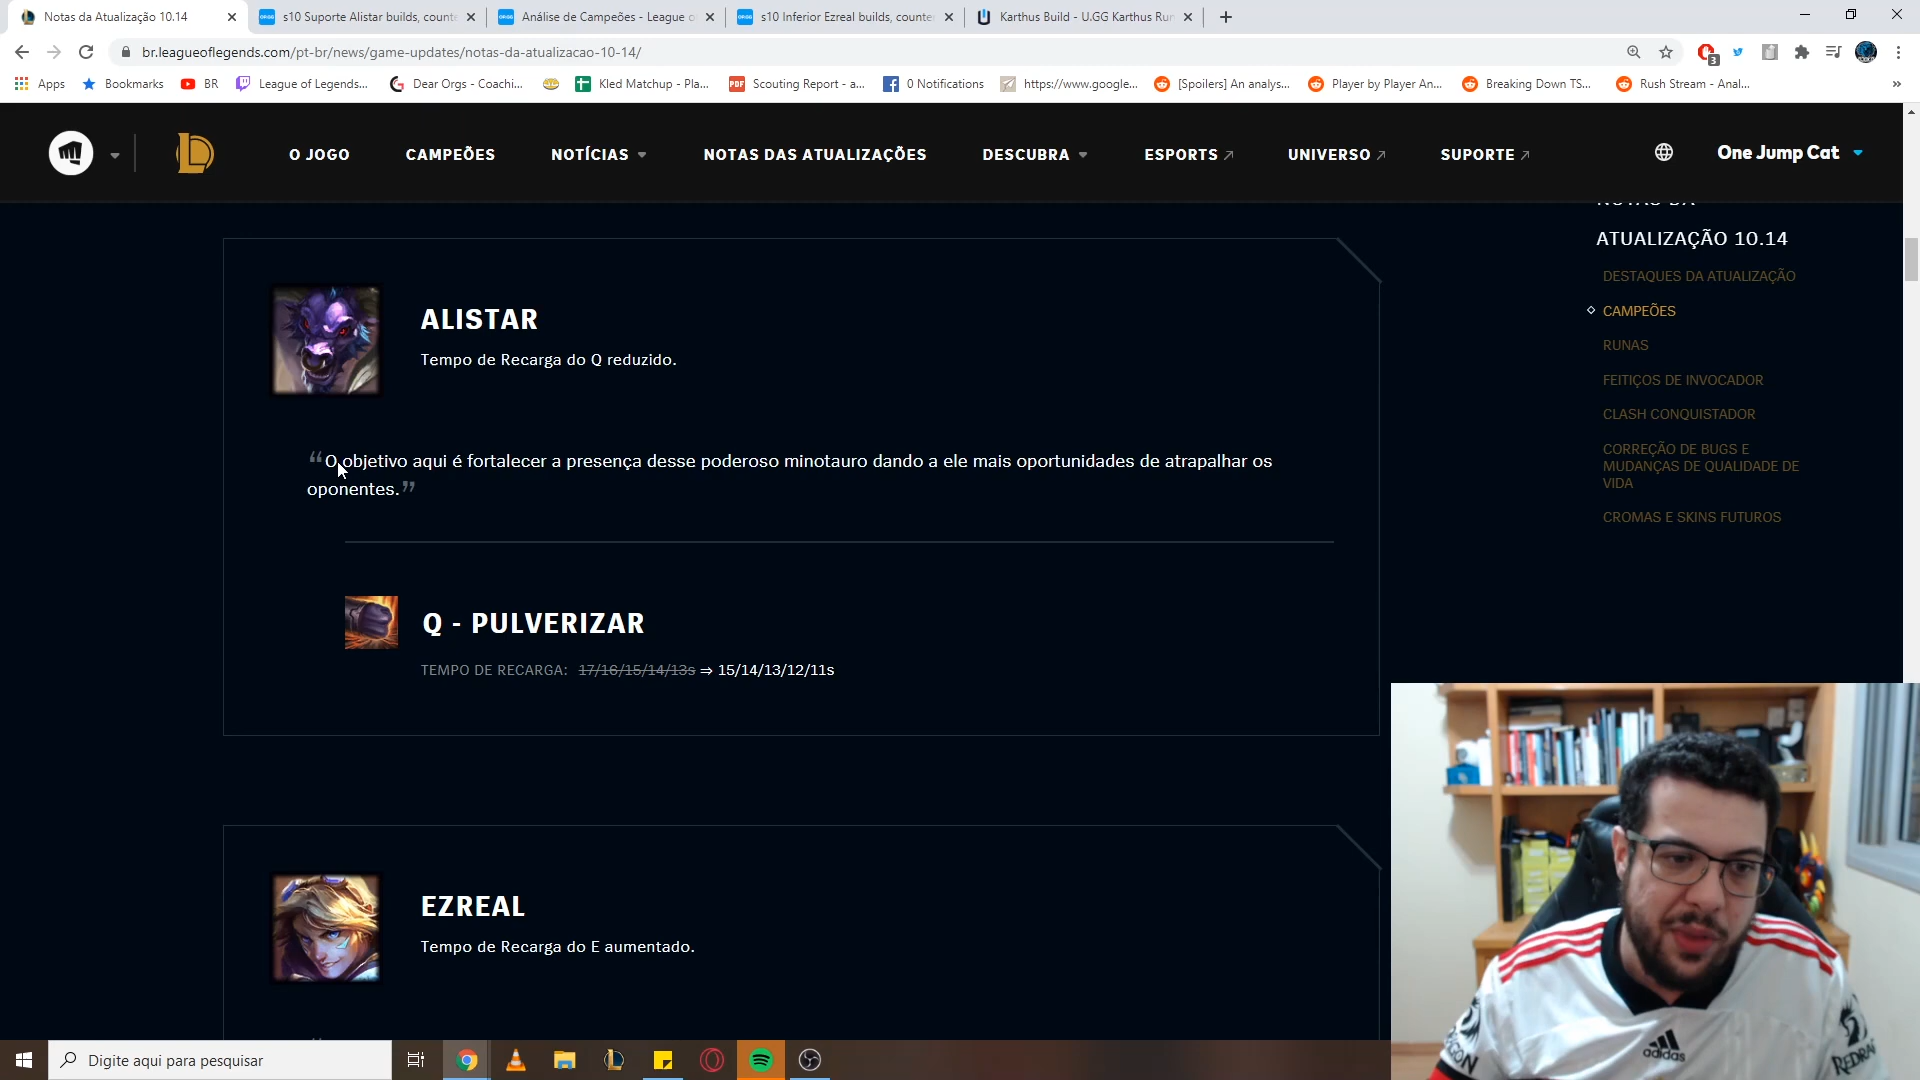 Notas da Atualização 10.14
s10 Suporte Alistar builds, counte
Análise de Campeões - League o
s10 Inferior Ezreal builds, counte
Karthus Build - U.GG Karthus Run
br.leagueoflegends.com/pt-br/news/game-updates/notas-da-atualizacao-10-14/
3
Apps
Bookmarks
BR
League of Legends...
Dear Orgs - Coachi...
Kled Matchup - Pla...
Scouting Report - a...
0 Notifications
https://www.google...
[Spoilers] An analys...
Player by Player An...
Breaking Down TS...
Rush Stream - Anal...
O JOGO
CAMPEÕES
NOTÍCIAS
NOTAS DAS ATUALIZAÇÕES
DESCUBRA
ESPORTS
UNIVERSO
SUPORTE
One Jump Cat
NOTAS DA
ATUALIZAÇÃO 10.14
DESTAQUES DA ATUALIZAÇÃO
CAMPEÕES
RUNAS
FEITIÇOS DE INVOCADOR
CLASH CONQUISTADOR
CORREÇÃO DE BUGS E
MUDANÇAS DE QUALIDADE DE
VIDA
CROMAS E SKINS FUTUROS
ALISTAR
Tempo de Recarga do Q reduzido.
“O objetivo aqui é fortalecer a presença desse poderoso minotauro dando a ele mais oportunidades de atrapalhar os
oponentes.”
Q - PULVERIZAR
TEMPO DE RECARGA: 17/16/15/14/13s ⇒ 15/14/13/12/11s
EZREAL
Tempo de Recarga do E aumentado.
adidas
Digite aqui para pesquisar